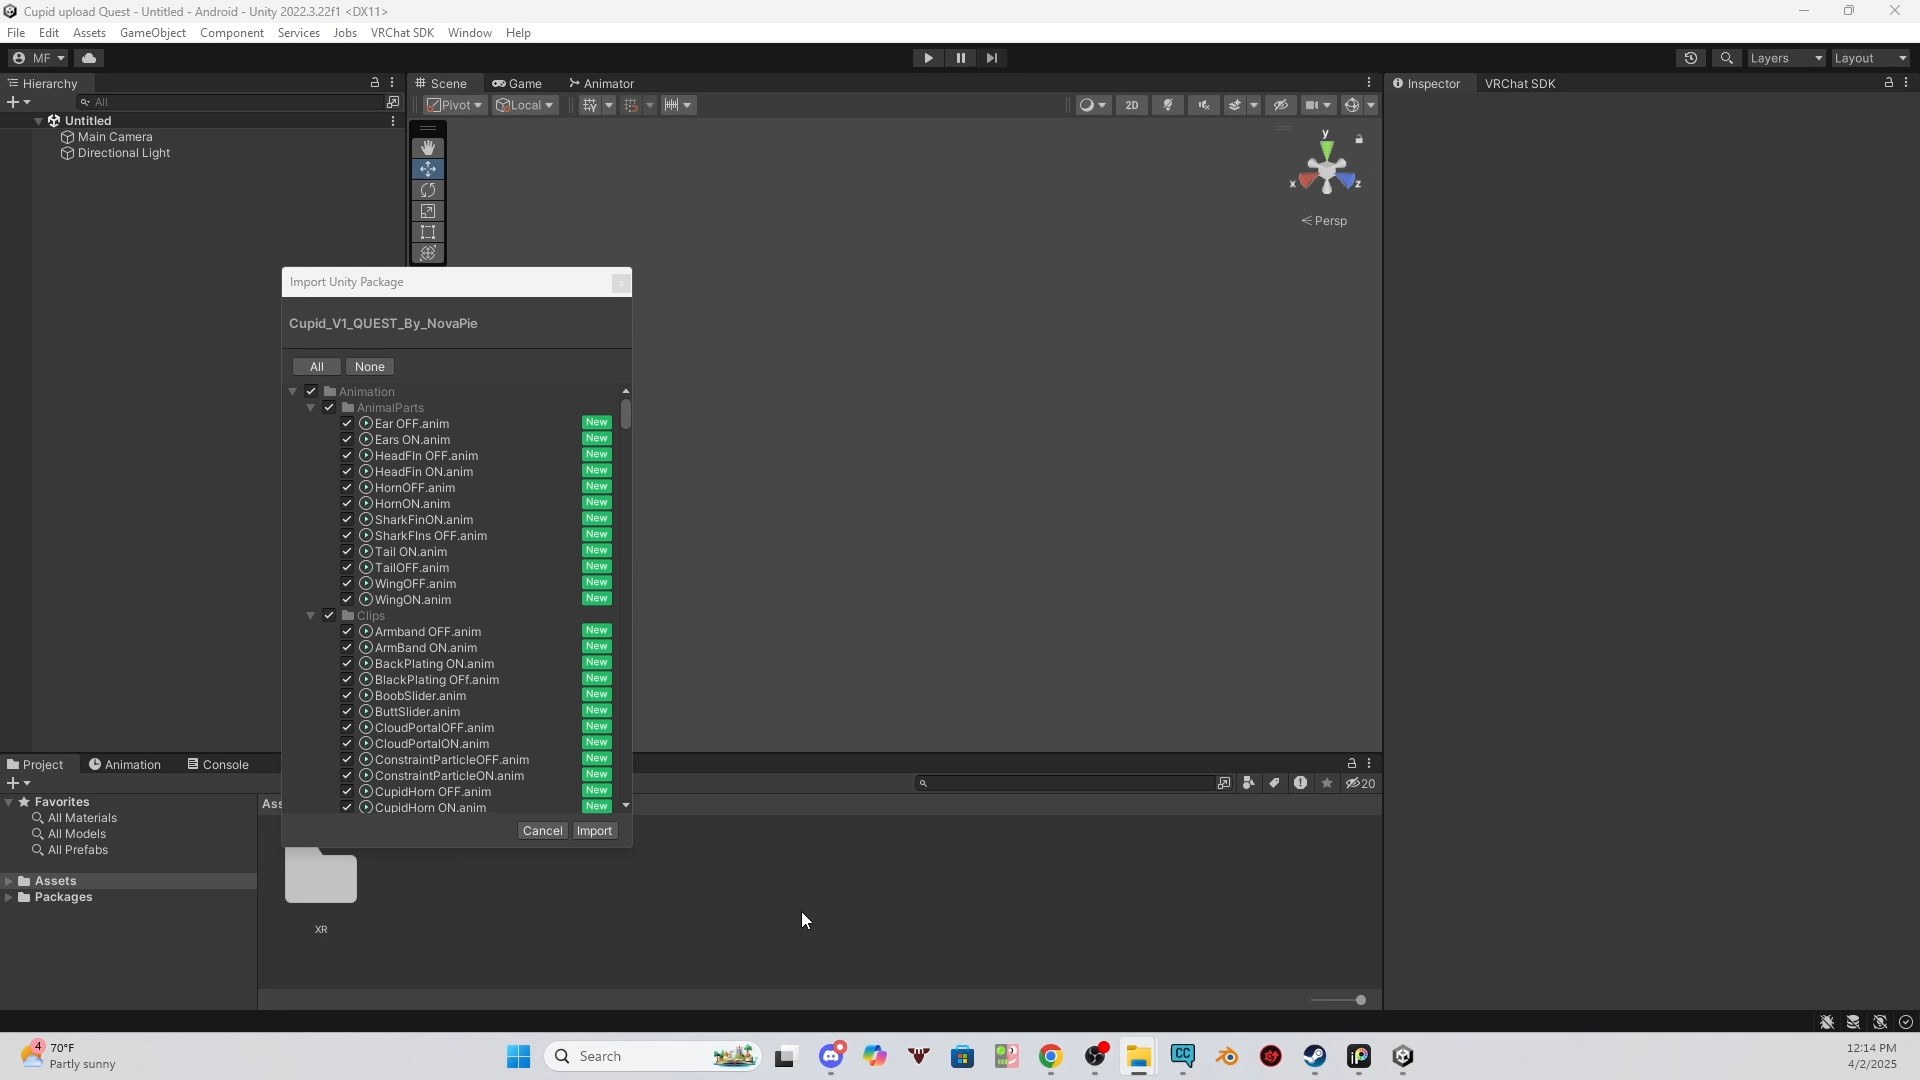 Cupid upload Quest - Untitled - Android - Unity 2022.3.22f1 <DX11>
File Edit Assets GameObject Component Services Jobs VRChat SDK Window Help
MF Layers Layout
Hierarchy Scene Game Animator Inspector VRChat SDK
All Pivot Local 2D
Untitled
Main Camera
Directional Light
y
x z
Persp
Import Unity Package
Cupid_V1_QUEST_By_NovaPie
All None
Animation
AnimalParts
Ear OFF.anim New
Ears ON.anim New
HeadFIn OFF.anim New
HeadFin ON.anim New
HornOFF.anim New
HornON.anim New
SharkFinON.anim New
SharkFIns OFF.anim New
Tail ON.anim New
TailOFF.anim New
WingOFF.anim New
WingON.anim New
Clips
Armband OFF.anim New
ArmBand ON.anim New
BackPlating ON.anim New
BlackPlating OFf.anim New
BoobSlider.anim New
ButtSlider.anim New
CloudPortalOFF.anim New
CloudPortalON.anim New
ConstraintParticleOFF.anim New
ConstraintParticleON.anim New
CupidHorn OFF.anim New
CupidHorn ON.anim New
Cancel Import
Project Animation Console
20
Favorites
All Materials
All Models
All Prefabs
Assets
Packages
Ass
XR
4 70°F
Partly sunny
Search
CC
12:14 PM
4/2/2025